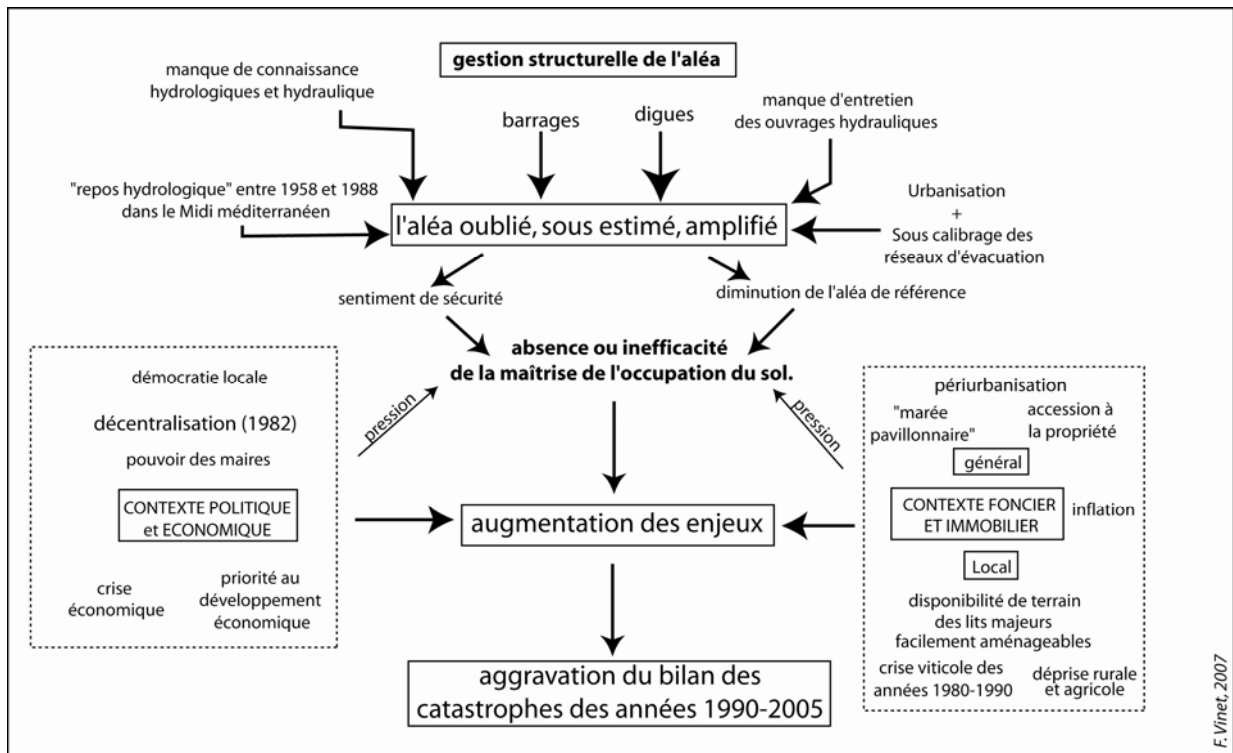 gestion structurelle de l'aléa
manque de connaissance
hydrologiques et hydraulique
barrages
digues
manque d'entretien
des ouvrages hydrauliques
"repos hydrologique" entre 1958 et 1988
dans le Midi méditerranéen
l'aléa oublié, sous estimé, amplifié
Urbanisation
+
Sous calibrage des
réseaux d'évacuation
sentiment de sécurité
diminution de l'aléa de référence
absence ou inefficacité
de la maîtrise de l'occupation du sol.
démocratie locale
décentralisation (1982)
pouvoir des maires
CONTEXTE POLITIQUE
et ECONOMIQUE
crise
économique
priorité au
développement
économique
pression
pression
périurbanisation
"marée
pavillonnaire"
accession à
la propriété
général
CONTEXTE FONCIER
ET IMMOBILIER
inflation
Local
disponibilité de terrain
des lits majeurs
facilement aménageables
crise viticole des
années 1980-1990
déprise rurale
et agricole
augmentation des enjeux
aggravation du bilan des
catastrophes des années 1990-2005
F. Vinet, 2007